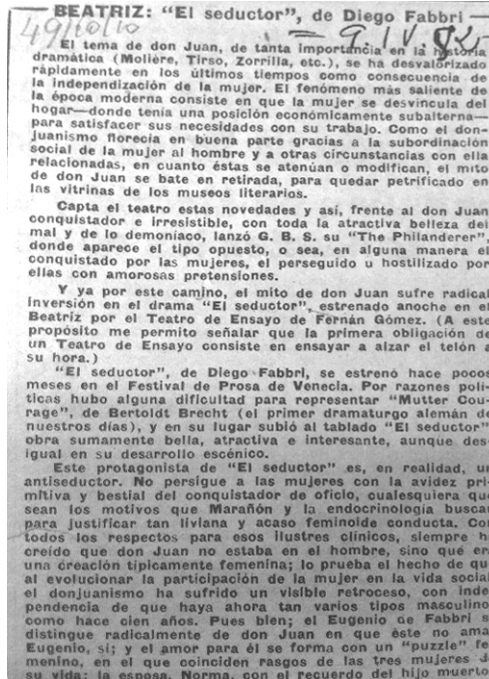 BEATRIZ: "El seductor", de Diego Fabbri
49/10/10
El tema de don Juan, de tanta importancia en la historia
dramática (Molière, Tirso, Zorrilla, etc.), se ha desvalorizado
rápidamente en los últimos tiempos como consecuencia de
la independización de la mujer. El fenómeno más saliente de
la época moderna consiste en que la mujer se desvincula del
hogar—donde tenía una posición económicamente subalterna—
para satisfacer sus necesidades con su trabajo. Como el don-
juanismo florecía en buena parte gracias a la subordinación
social de la mujer al hombre y a otras circunstancias con ella
relacionadas, en cuanto éstas se atenúan o modifican, el mito
de don Juan se bate en retirada, para quedar petrificado en
las vitrinas de los museos literarios.
Capta el teatro estas novedades y así, frente al don Juan
conquistador e irresistible, con toda la atractiva belleza del
mal y de lo demoníaco, lanzó G. B. S. su "The Philanderer",
donde aparece el tipo opuesto, o sea, en alguna manera el
conquistado por las mujeres, el perseguido u hostilizado por
ellas con amorosas pretensiones.
Y ya por este camino, el mito de don Juan sufre radical
inversión en el drama "El seductor", estrenado anoche en el
Beatriz por el Teatro de Ensayo de Fernán Gómez. (A este
propósito me permito señalar que la primera obligación de
un Teatro de Ensayo consiste en ensayar a alzar el telón a
su hora.)
"El seductor", de Diego Fabbri, se estrenó hace pocos
meses en el Festival de Prosa de Venecia. Por razones polí-
ticas hubo alguna dificultad para representar "Mutter Cou-
rage", de Bertoldt Brecht (el primer dramaturgo alemán de
nuestros días), y en su lugar subió al tablado "El seductor"
obra sumamente bella, atractiva e interesante, aunque des-
igual en su desarrollo escénico.
Este protagonista de "El seductor" es, en realidad, un
antiseductor. No persigue a las mujeres con la avidez pri-
mitiva y bestial del conquistador de oficio, cualesquiera que
sean los motivos que Marañón y la endocrinología buscan
para justificar tan liviana y acaso feminoide conducta. Con
todos los respectos para esos ilustres clínicos, siempre h
creído que don Juan no estaba en el hombre, sino qué er
una creación típicamente femenina; lo prueba el hecho de qu
al evolucionar la participación de la mujer en la vida social
el donjuanismo ha sufrido un visible retroceso, con inde
pendencia de que haya ahora tan varios tipos masculino
como hace cien años. Pues bien; el Eugenio de Fabbri s
distingue radicalmente de don Juan en que éste no ama
Eugenio, sí; y el amor para él se forma con un "puzzle" fe
menino, en el que coinciden rasgos de las tres mujeres d
su vida: la esposa, Norma, con el recuerdo del hijo muerto